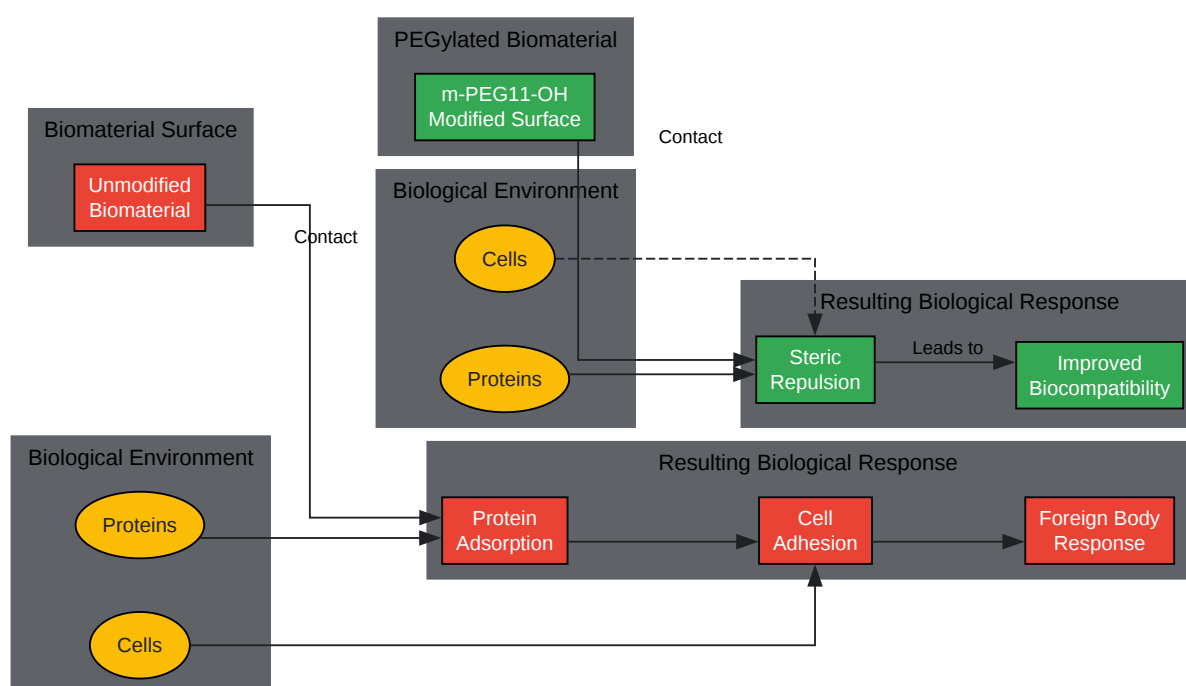 PEGylated Biomaterial
m-PEG11-OH
Modified Surface
Contact
Biomaterial Surface
Unmodified
Biomaterial
Contact
Biological Environment
Cells
Proteins
Resulting Biological Response
Steric
Repulsion
Leads to
Improved
Biocompatibility
Biological Environment
Proteins
Cells
Resulting Biological Response
Protein
Adsorption
Cell
Adhesion
Foreign Body
Response